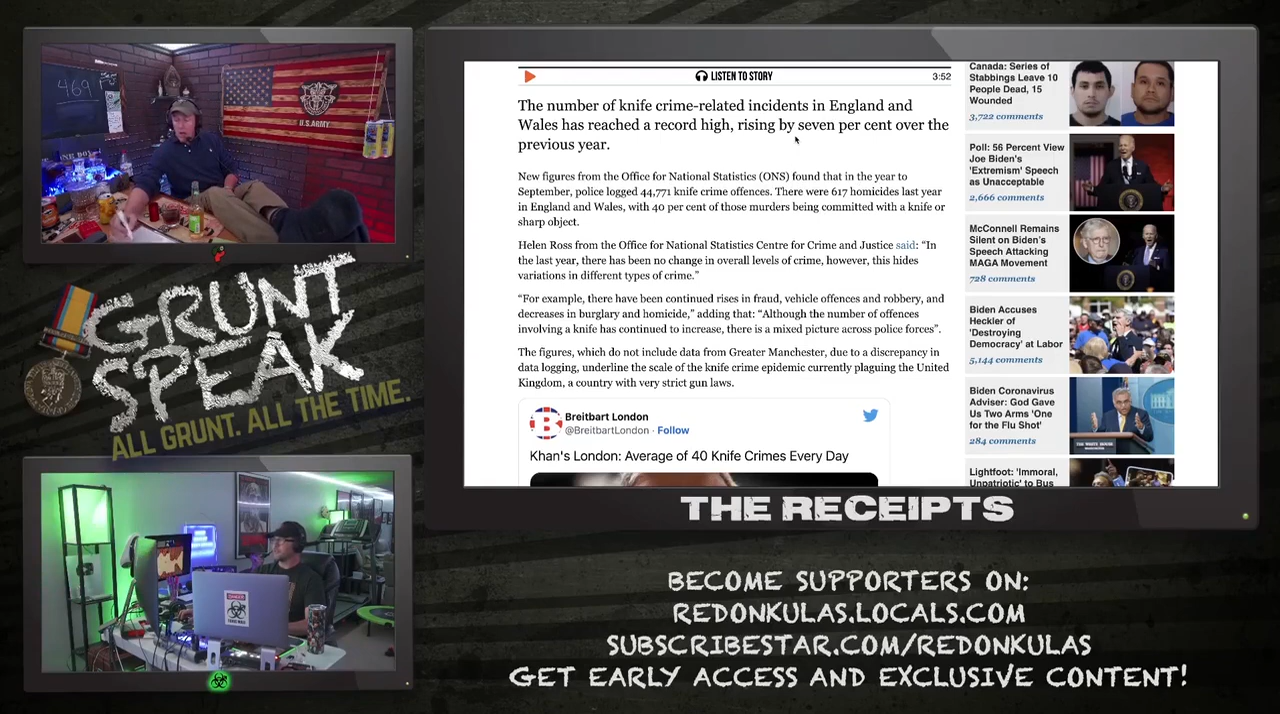 469
U.S. ARMY
GRUNT
SPEAK
ALL GRUNT. ALL THE TIME.
LISTEN TO STORY
3:52
The number of knife crime-related incidents in England and
Wales has reached a record high, rising by seven per cent over the
previous year.
New figures from the Office for National Statistics (ONS) found that in the year to
September, police logged 44,771 knife crime offences. There were 617 homicides last year
in England and Wales, with 40 per cent of those murders being committed with a knife or
sharp object.
Helen Ross from the Office for National Statistics Centre for Crime and Justice said: “In
the last year, there has been no change in overall levels of crime, however, this hides
variations in different types of crime.”
“For example, there have been continued rises in fraud, vehicle offences and robbery, and
decreases in burglary and homicide,” adding that: “Although the number of offences
involving a knife has continued to increase, there is a mixed picture across police forces”.
The figures, which do not include data from Greater Manchester, due to a discrepancy in
data logging, underline the scale of the knife crime epidemic currently plaguing the United
Kingdom, a country with very strict gun laws.
Breitbart London
@BreitbartLondon · Follow
Khan's London: Average of 40 Knife Crimes Every Day
Canada: Series of
Stabbings Leave 10
People Dead, 15
Wounded
3,722 comments
Poll: 56 Percent View
Joe Biden's
'Extremism' Speech
as Unacceptable
2,666 comments
McConnell Remains
Silent on Biden's
Speech Attacking
MAGA Movement
728 comments
Biden Accuses
Heckler of
'Destroying
Democracy' at Labor
5,144 comments
Biden Coronavirus
Adviser: God Gave
Us Two Arms 'One
for the Flu Shot'
284 comments
Lightfoot: 'Immoral,
Unpatriotic' to Bus
THE RECEIPTS
BECOME SUPPORTERS ON:
REDONKULAS.LOCALS.COM
SUBSCRIBESTAR.COM/REDONKULAS
GET EARLY ACCESS AND EXCLUSIVE CONTENT!